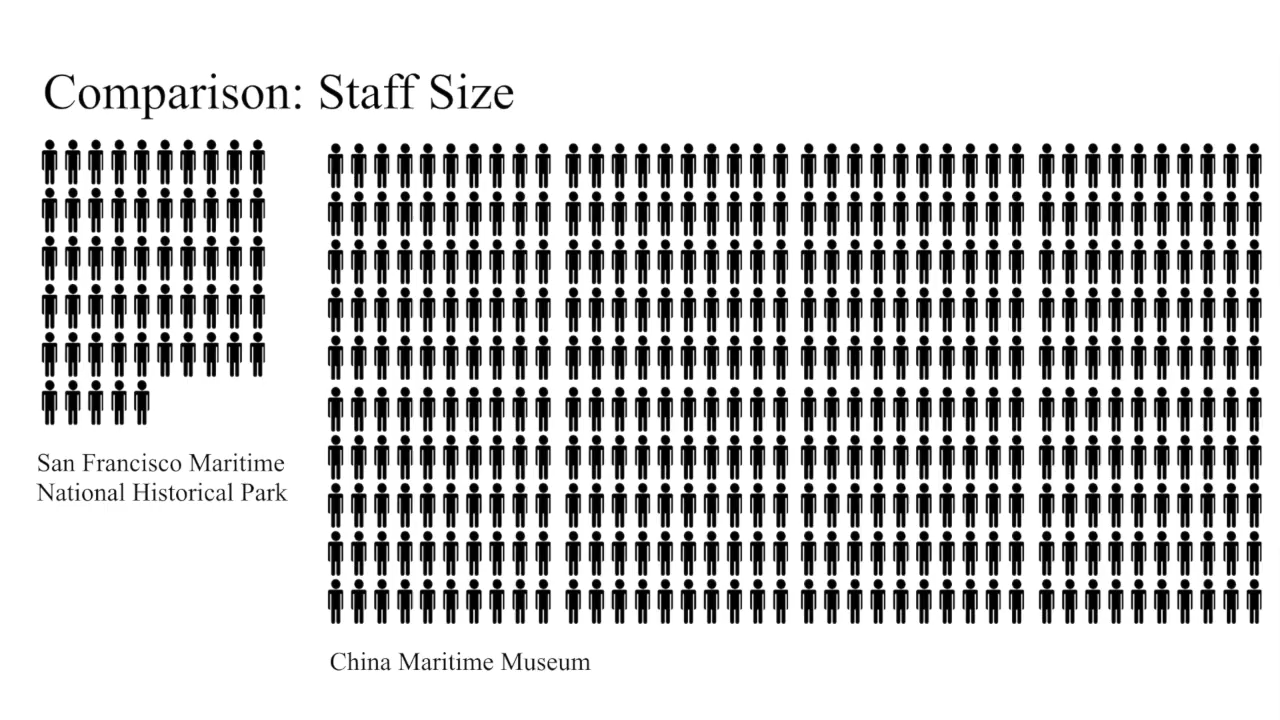 Comparison: Staff Size
San Francisco Maritime
National Historical Park
China Maritime Museum